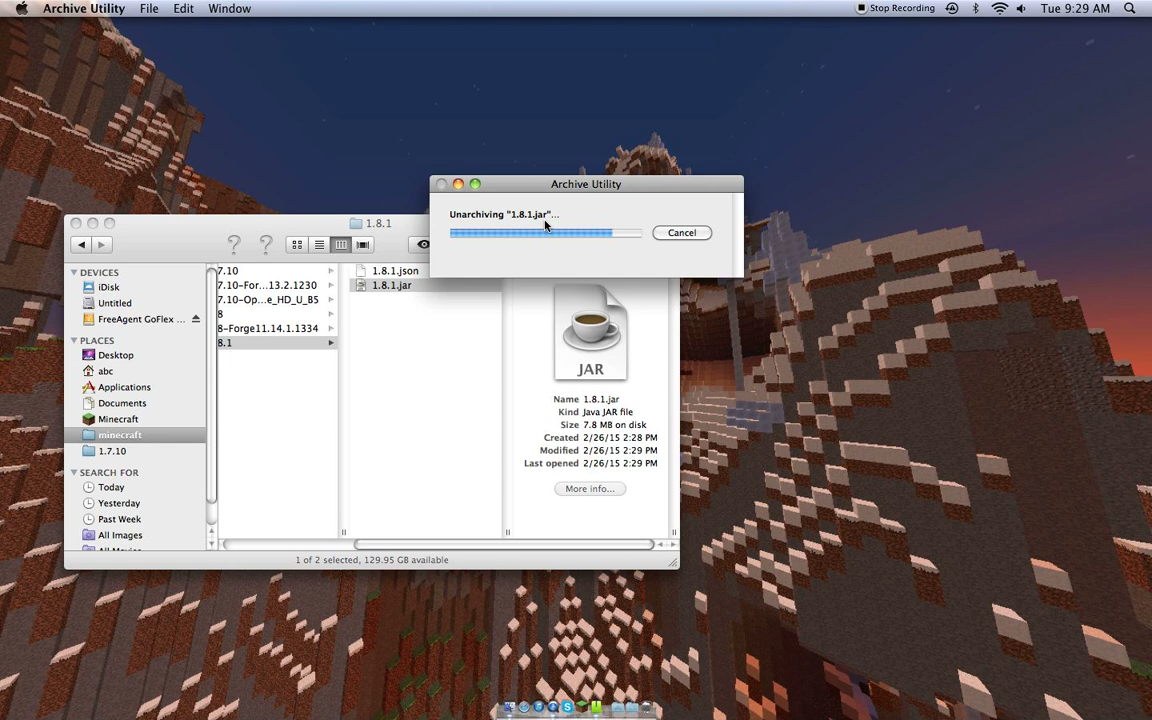 Archive Utility File Edit Window Stop Recording Tue 9:29 AM
Archive Utility
Unarchiving "1.8.1.jar"...
Cancel
1.8.1
DEVICES
iDisk
Untitled
FreeAgent GoFlex ...
PLACES
Desktop
abc
Applications
Documents
Minecraft
minecraft
1.7.10
SEARCH FOR
Today
Yesterday
Past Week
All Images
7.10
7.10-For...13.2.1230
7.10-Op...e_HD_U_B5
8
8-Forge11.14.1.1334
8.1
1.8.1.json
1.8.1.jar
JAR
Name 1.8.1.jar
Kind Java JAR file
Size 7.8 MB on disk
Created 2/26/15 2:28 PM
Modified 2/26/15 2:29 PM
Last opened 2/26/15 2:29 PM
More info...
1 of 2 selected, 129.95 GB available